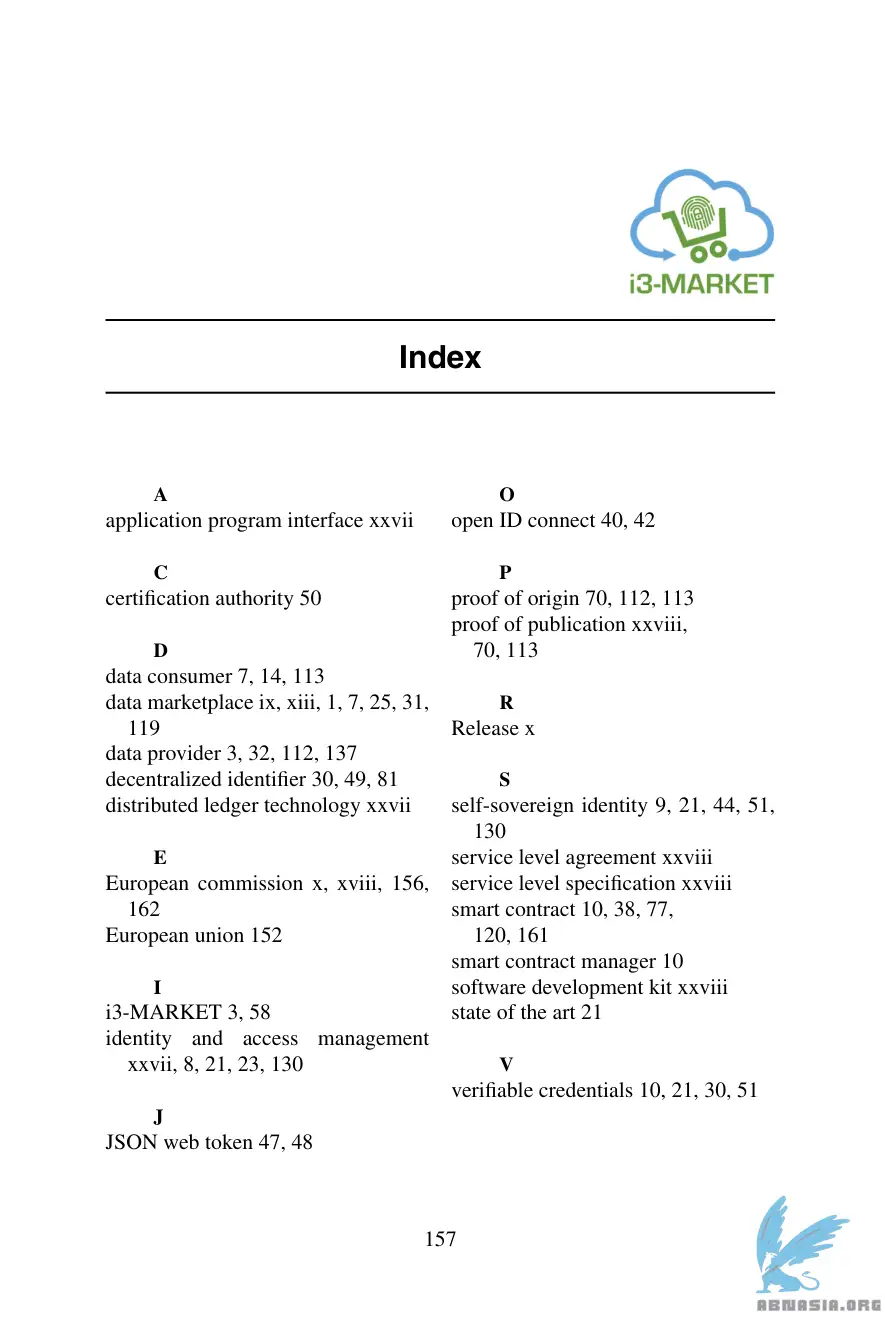 i3-MARKET
Index
A
application program interface xxvii
C
certification authority 50
D
data consumer 7, 14, 113
data marketplace ix, xiii, 1, 7, 25, 31,
119
data provider 3, 32, 112, 137
decentralized identifier 30, 49, 81
distributed ledger technology xxvii
E
European commission x, xviii, 156,
162
European union 152
I
i3-MARKET 3, 58
identity and access management
xxvii, 8, 21, 23, 130
J
JSON web token 47, 48
O
open ID connect 40, 42
P
proof of origin 70, 112, 113
proof of publication xxviii,
70, 113
R
Release x
S
self-sovereign identity 9, 21, 44, 51,
130
service level agreement xxviii
service level specification xxviii
smart contract 10, 38, 77,
120, 161
smart contract manager 10
software development kit xxviii
state of the art 21
V
verifiable credentials 10, 21, 30, 51
157
ABNASIA.ORG